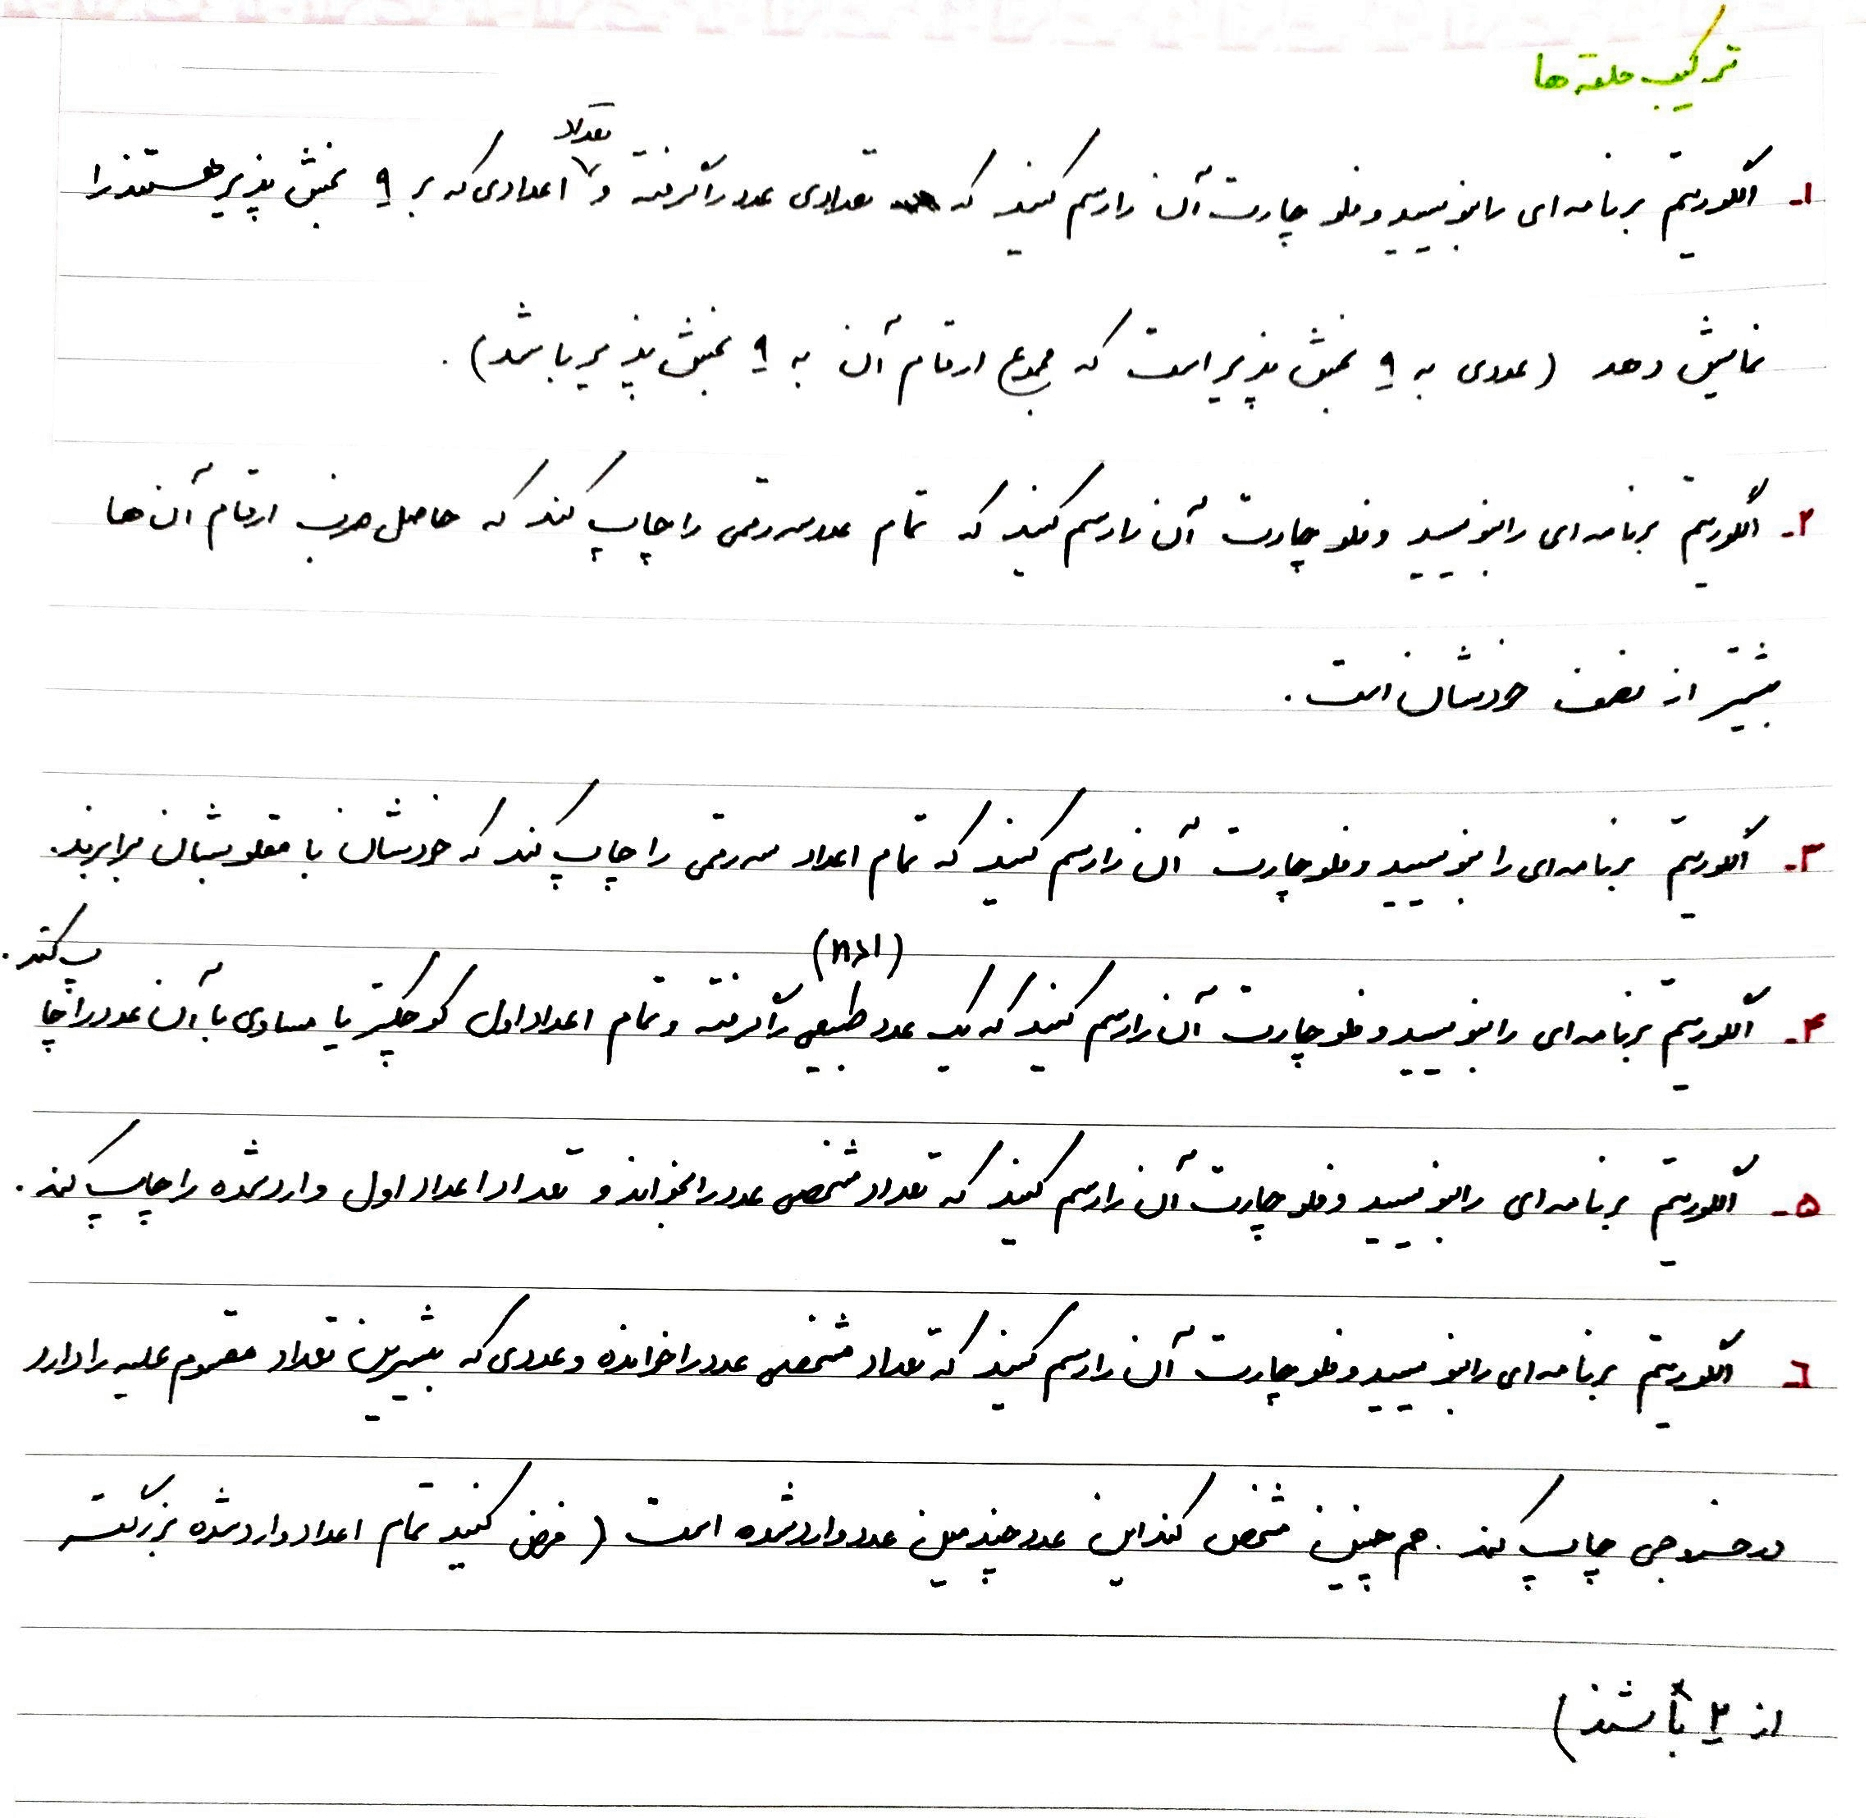 ترکیب حلقه ها
۱- الگوریتم برنامه ای را بنویسید و فلوچارت آن را رسم کنید که تعدادی عدد را گرفته و تعداد اعدادی که بر ۹ بخش پذیر هستند را
نمایش دهد (عددی به ۹ بخش پذیر است که مجموع ارقام آن به ۹ بخش پذیر باشد).
۲- الگوریتم برنامه ای را بنویسید و فلوچارت آن را رسم کنید که تمام عدد سه رقمی را چاپ کند که حاصل ضرب ارقام آن ها
بیشتر از نصف خودشان است.
۳- الگوریتم برنامه ای را بنویسید و فلوچارت آن را رسم کنید که تمام اعداد سه رقمی را چاپ کند که خودشان با مقلوبشان برابرند.
۴- الگوریتم برنامه ای را بنویسید و فلوچارت آن را رسم کنید که یک عدد طبیعی (n>1) را گرفته و تمام اعداد اول کوچکتر یا مساوی با آن عدد را چاپ کند.
۵- الگوریتم برنامه ای را بنویسید و فلوچارت آن را رسم کنید که تعداد مشخصی عدد را بخواند و تعداد اعداد اول وارد شده را چاپ کند.
٦- الگوریتم برنامه ای را بنویسید و فلوچارت آن را رسم کنید که تعداد مشخصی عدد را خوانده و عددی که بیشترین تعداد مقسوم علیه را دارد
در خروجی چاپ کند. هم چنین مشخص کند این عدد چندمین عدد وارد شده است (فرض کنید تمام اعداد وارد شده بزرگتر
از ۲ باشند)